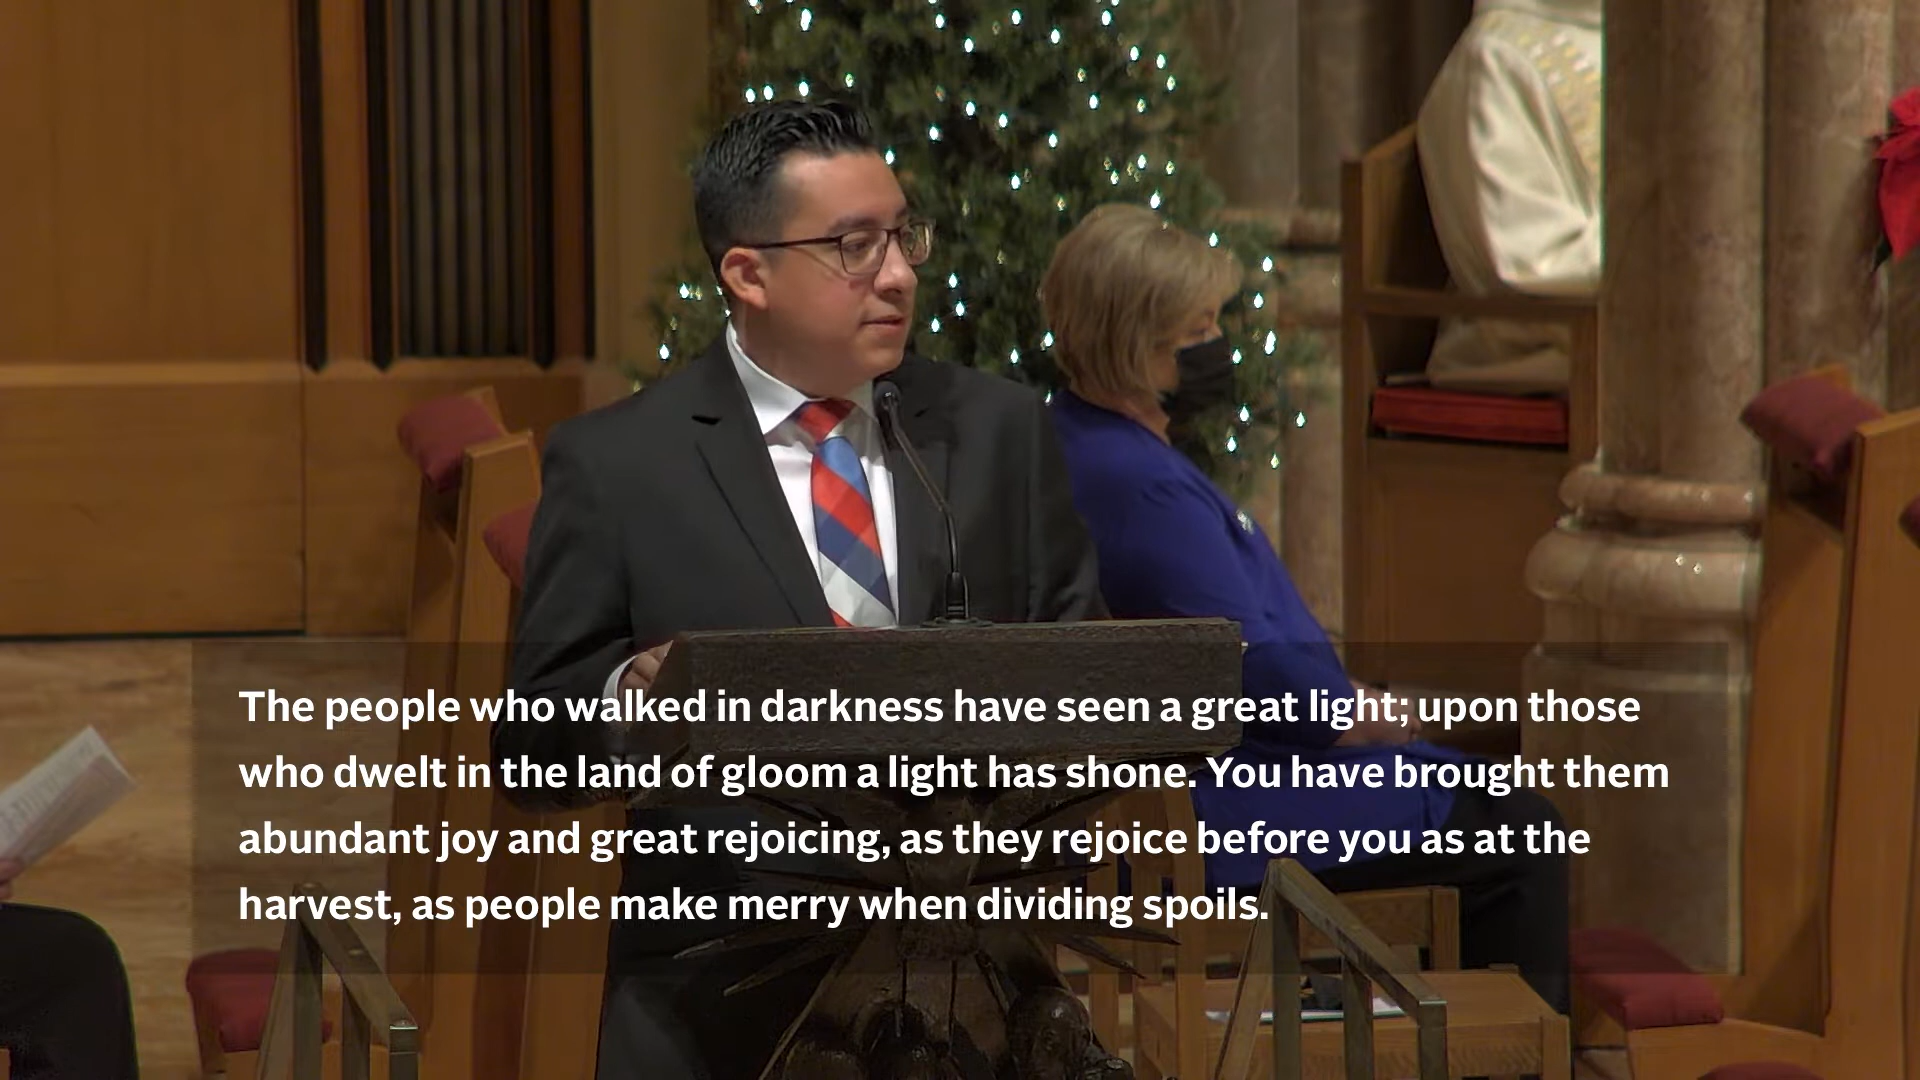 The people who walked in darkness have seen a great light; upon those
who dwelt in the land of gloom a light has shone. You have brought them
abundant joy and great rejoicing, as they rejoice before you as at the
harvest, as people make merry when dividing spoils.